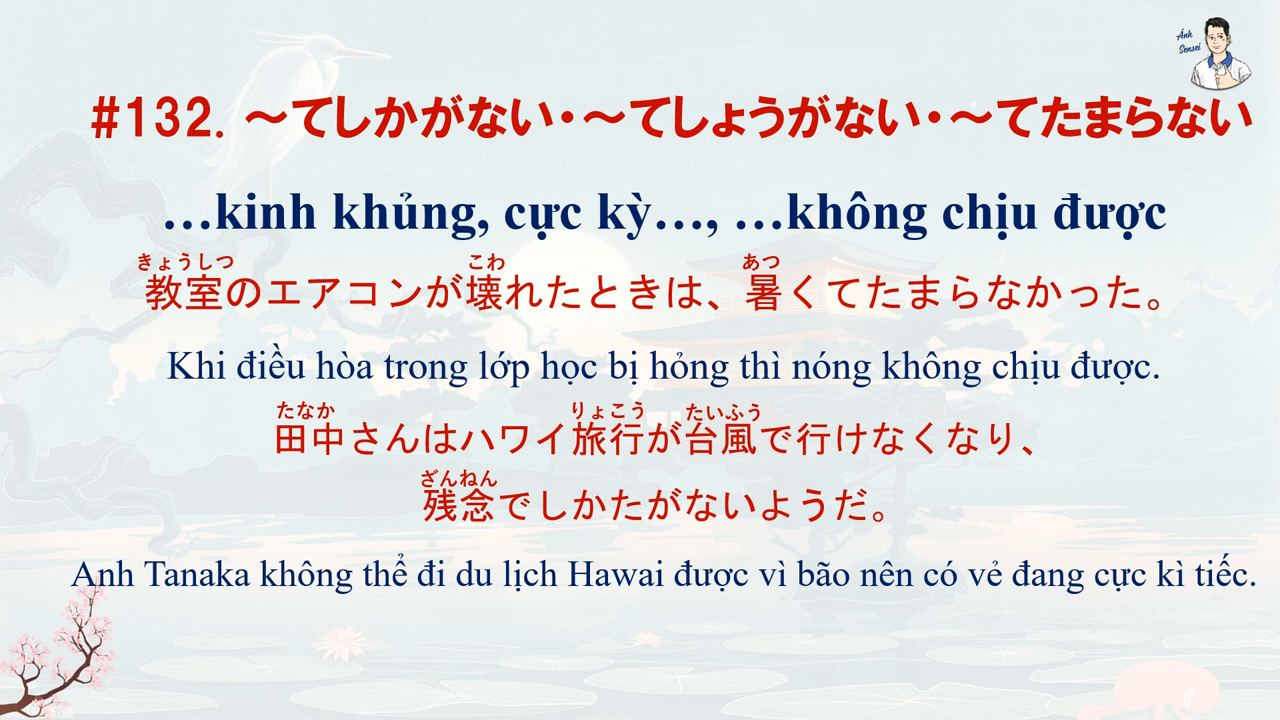 Ánh
Sensei
#132. ～てしかがない・～てしょうがない・～てたまらない
...kinh khủng, cực kỳ..., ...không chịu được
きょうしつ こわ あつ
教室のエアコンが壊れたときは、暑くてたまらなかった。
Khi điều hòa trong lớp học bị hỏng thì nóng không chịu được.
たなか りょこう たいふう
田中さんはハワイ旅行が台風で行けなくなり、
ざんねん
残念でしかたがないようだ。
Anh Tanaka không thể đi du lịch Hawai được vì bão nên có vẻ đang cực kì tiếc.